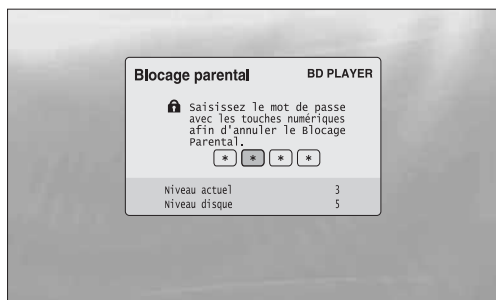 Blocage parental BD PLAYER
Saisissez le mot de passe
avec les touches numériques
afin d'annuler le Blocage
Parental.
* * * *
Niveau actuel 3
Niveau disque 5